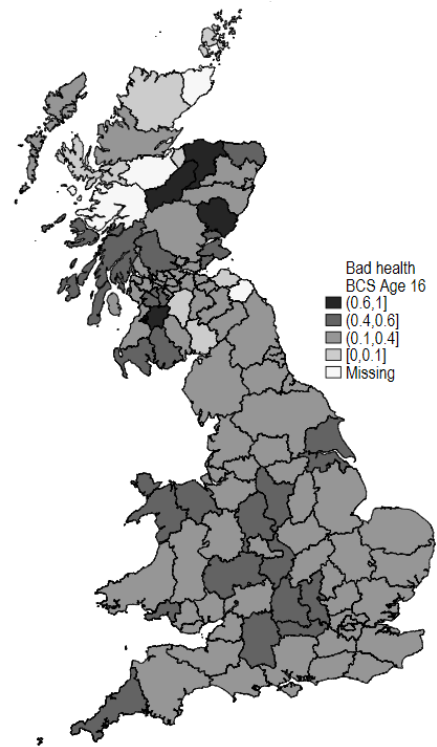 Bad health
BCS Age 16
(0.6,1]
(0.4,0.6]
(0.1,0.4]
[0,0.1]
Missing